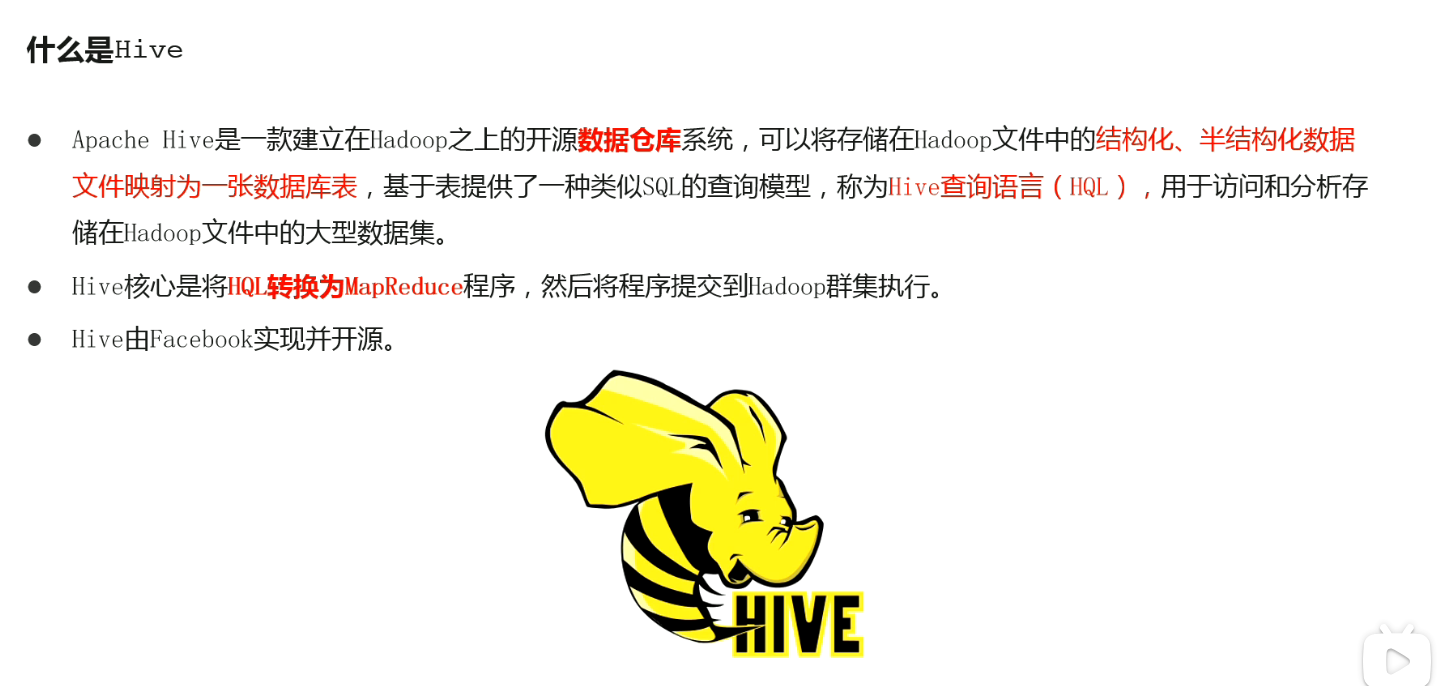 什么是Hive
● Apache Hive是一款建立在Hadoop之上的开源数据仓库系统，可以将存储在Hadoop文件中的结构化、半结构化数据
文件映射为一张数据库表，基于表提供了一种类似SQL的查询模型，称为Hive查询语言（HQL），用于访问和分析存
储在Hadoop文件中的大型数据集。
● Hive核心是将HQL转换为MapReduce程序，然后将程序提交到Hadoop群集执行。
● Hive由Facebook实现并开源。
HIVE